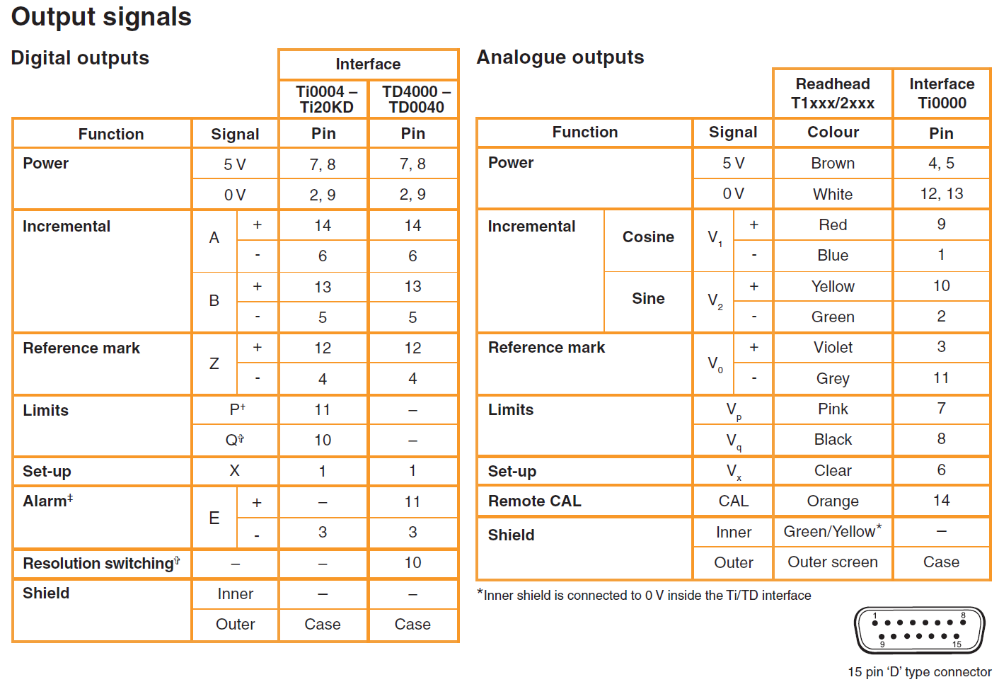 Output signals
Digital outputs
Interface
Ti0004 – TD4000 –
Ti20KD TD0040
Function Signal Pin Pin
Power 5 V 7, 8 7, 8
0 V 2, 9 2, 9
Incremental A + 14 14
- 6 6
B + 13 13
- 5 5
Reference mark Z + 12 12
- 4 4
Limits P† 11 –
Q✞ 10 –
Set-up X 1 1
Alarm‡ E + – 11
- 3 3
Resolution switching✞ – – 10
Shield Inner – –
Outer Case Case
Analogue outputs
Readhead Interface
T1xxx/2xxx Ti0000
Function Signal Colour Pin
Power 5 V Brown 4, 5
0 V White 12, 13
Incremental Cosine V1 + Red 9
- Blue 1
Sine V2 + Yellow 10
- Green 2
Reference mark V0 + Violet 3
- Grey 11
Limits Vp Pink 7
Vq Black 8
Set-up Vx Clear 6
Remote CAL CAL Orange 14
Shield Inner Green/Yellow* –
Outer Outer screen Case
*Inner shield is connected to 0 V inside the Ti/TD interface
1 8
9 15
15 pin ‘D’ type connector